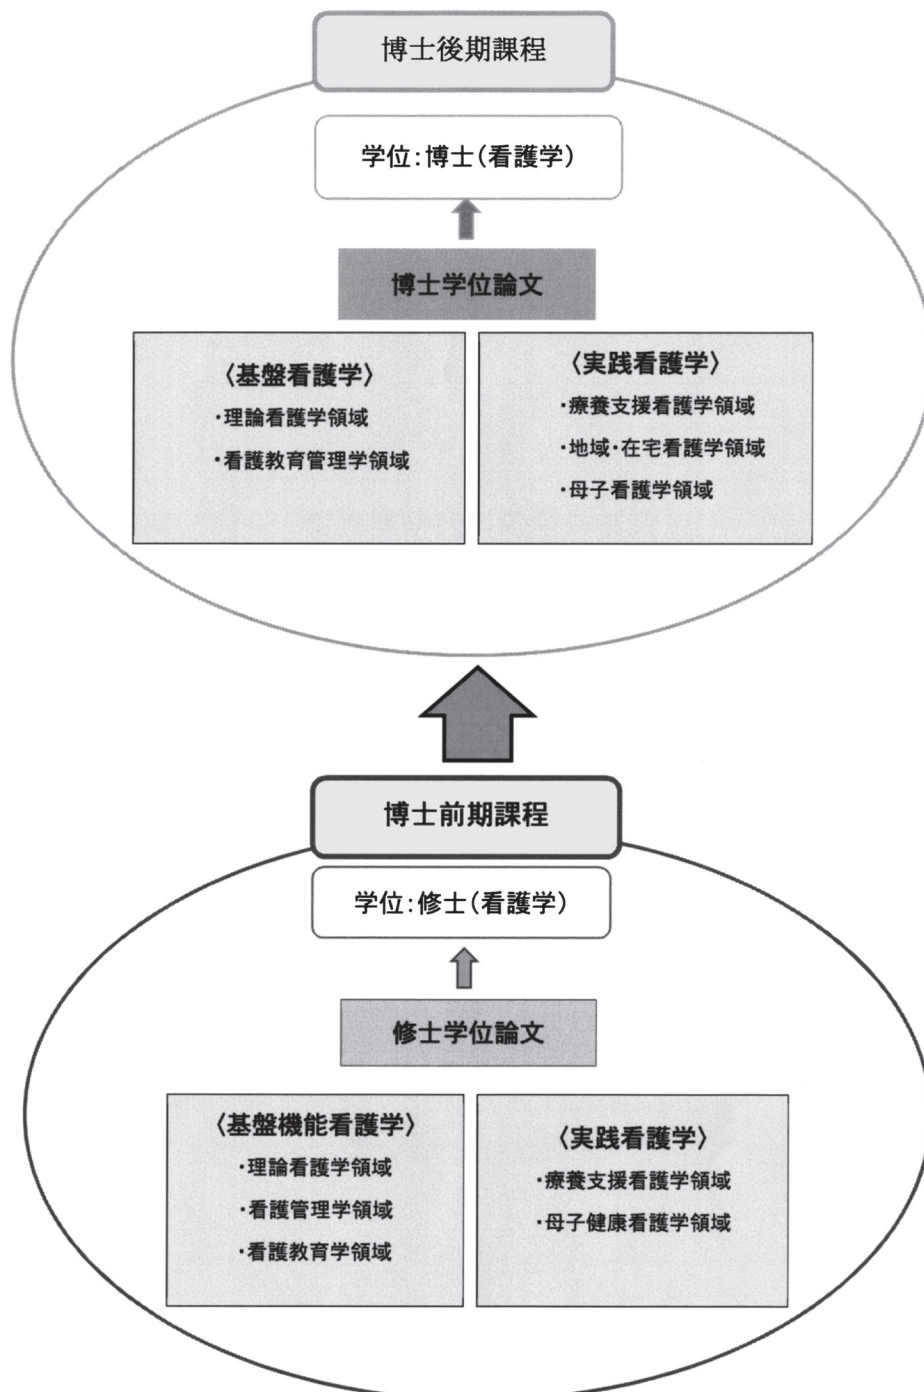 博士後期課程
学位:博士(看護学)
博士学位論文
〈基盤看護学〉
・理論看護学領域
・看護教育管理学領域
〈実践看護学〉
・療養支援看護学領域
・地域・在宅看護学領域
・母子看護学領域
博士前期課程
学位:修士(看護学)
修士学位論文
〈基盤機能看護学〉
・理論看護学領域
・看護管理学領域
・看護教育学領域
〈実践看護学〉
・療養支援看護学領域
・母子健康看護学領域